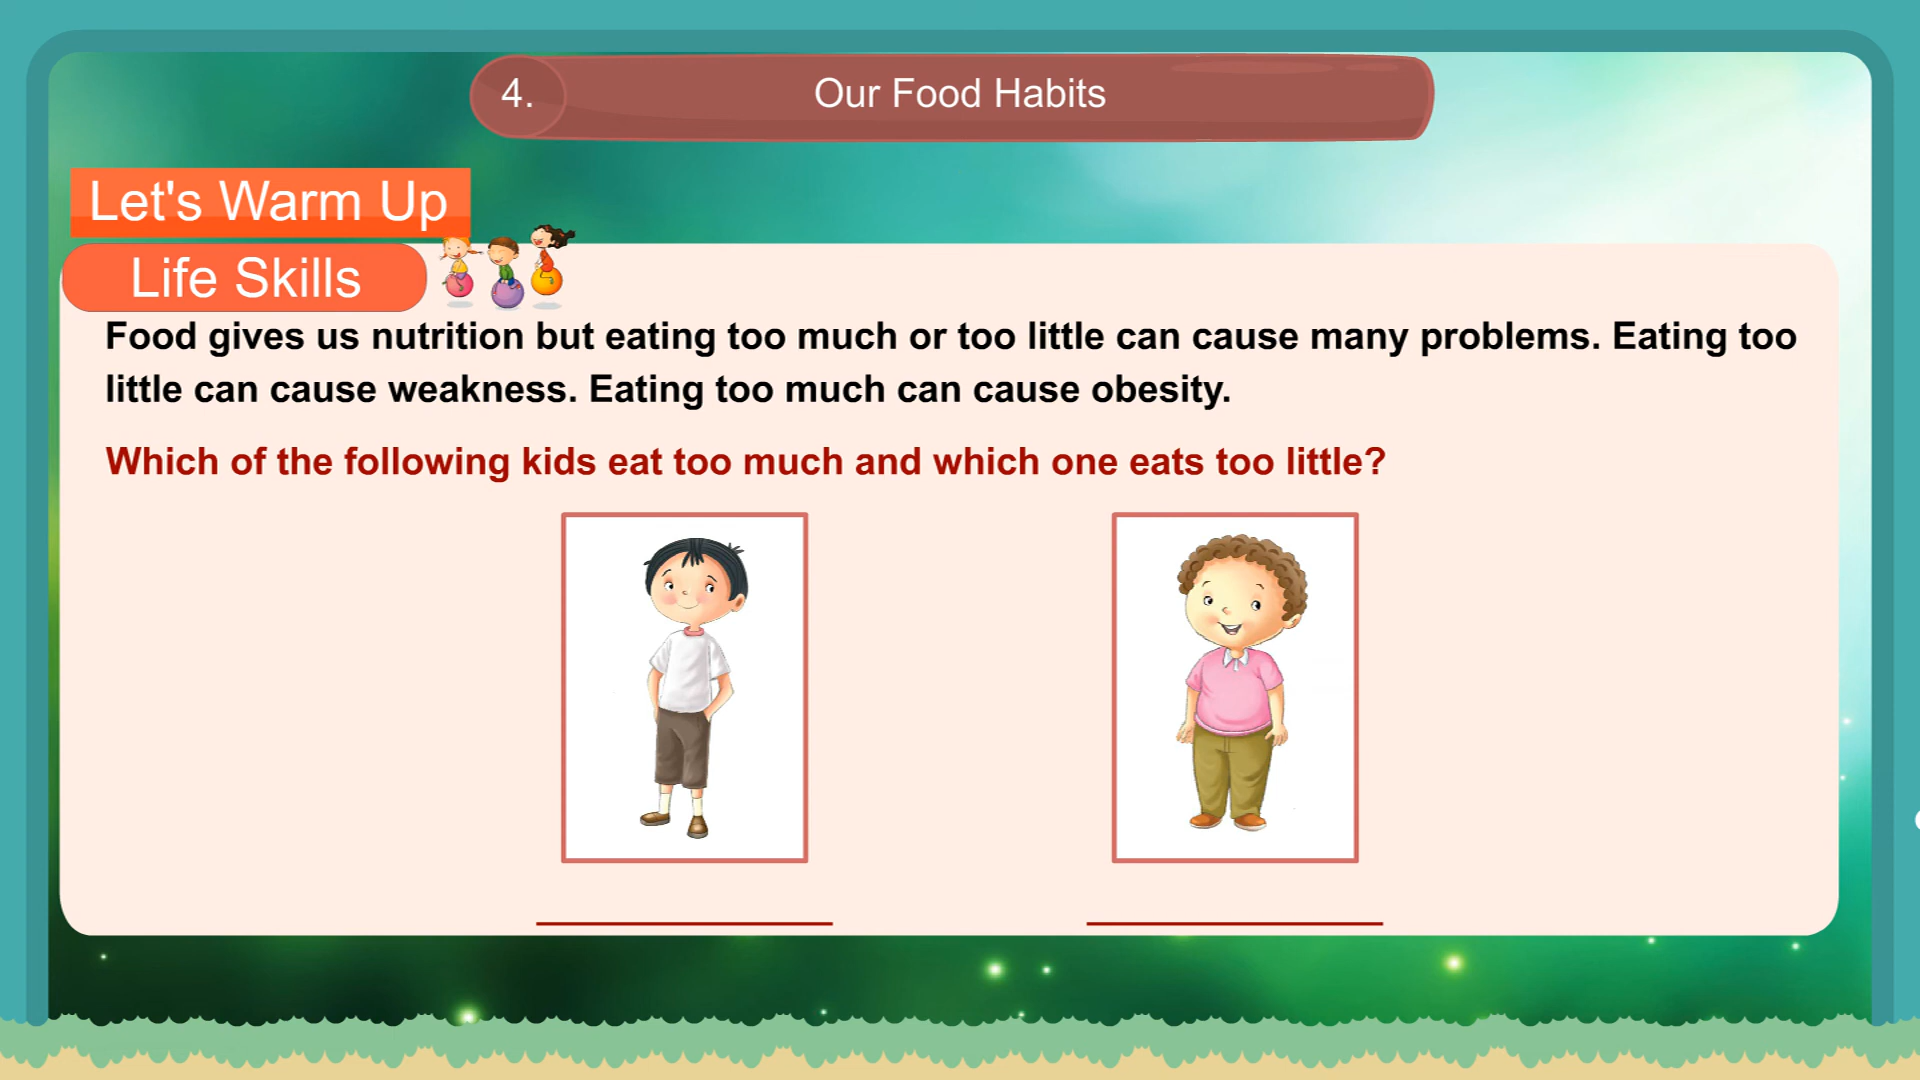 4. Our Food Habits
Let's Warm Up
Life Skills
Food gives us nutrition but eating too much or too little can cause many problems. Eating too
little can cause weakness. Eating too much can cause obesity.
Which of the following kids eat too much and which one eats too little?